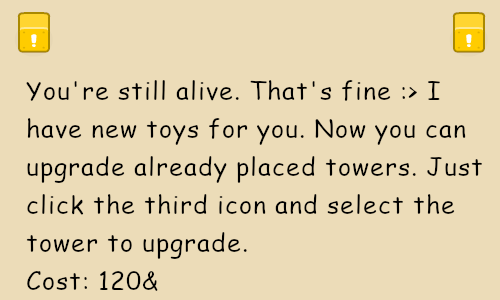 You're still alive. That's fine :> I
have new toys for you. Now you can
upgrade already placed towers. Just
click the third icon and select the
tower to upgrade.
Cost: 120&